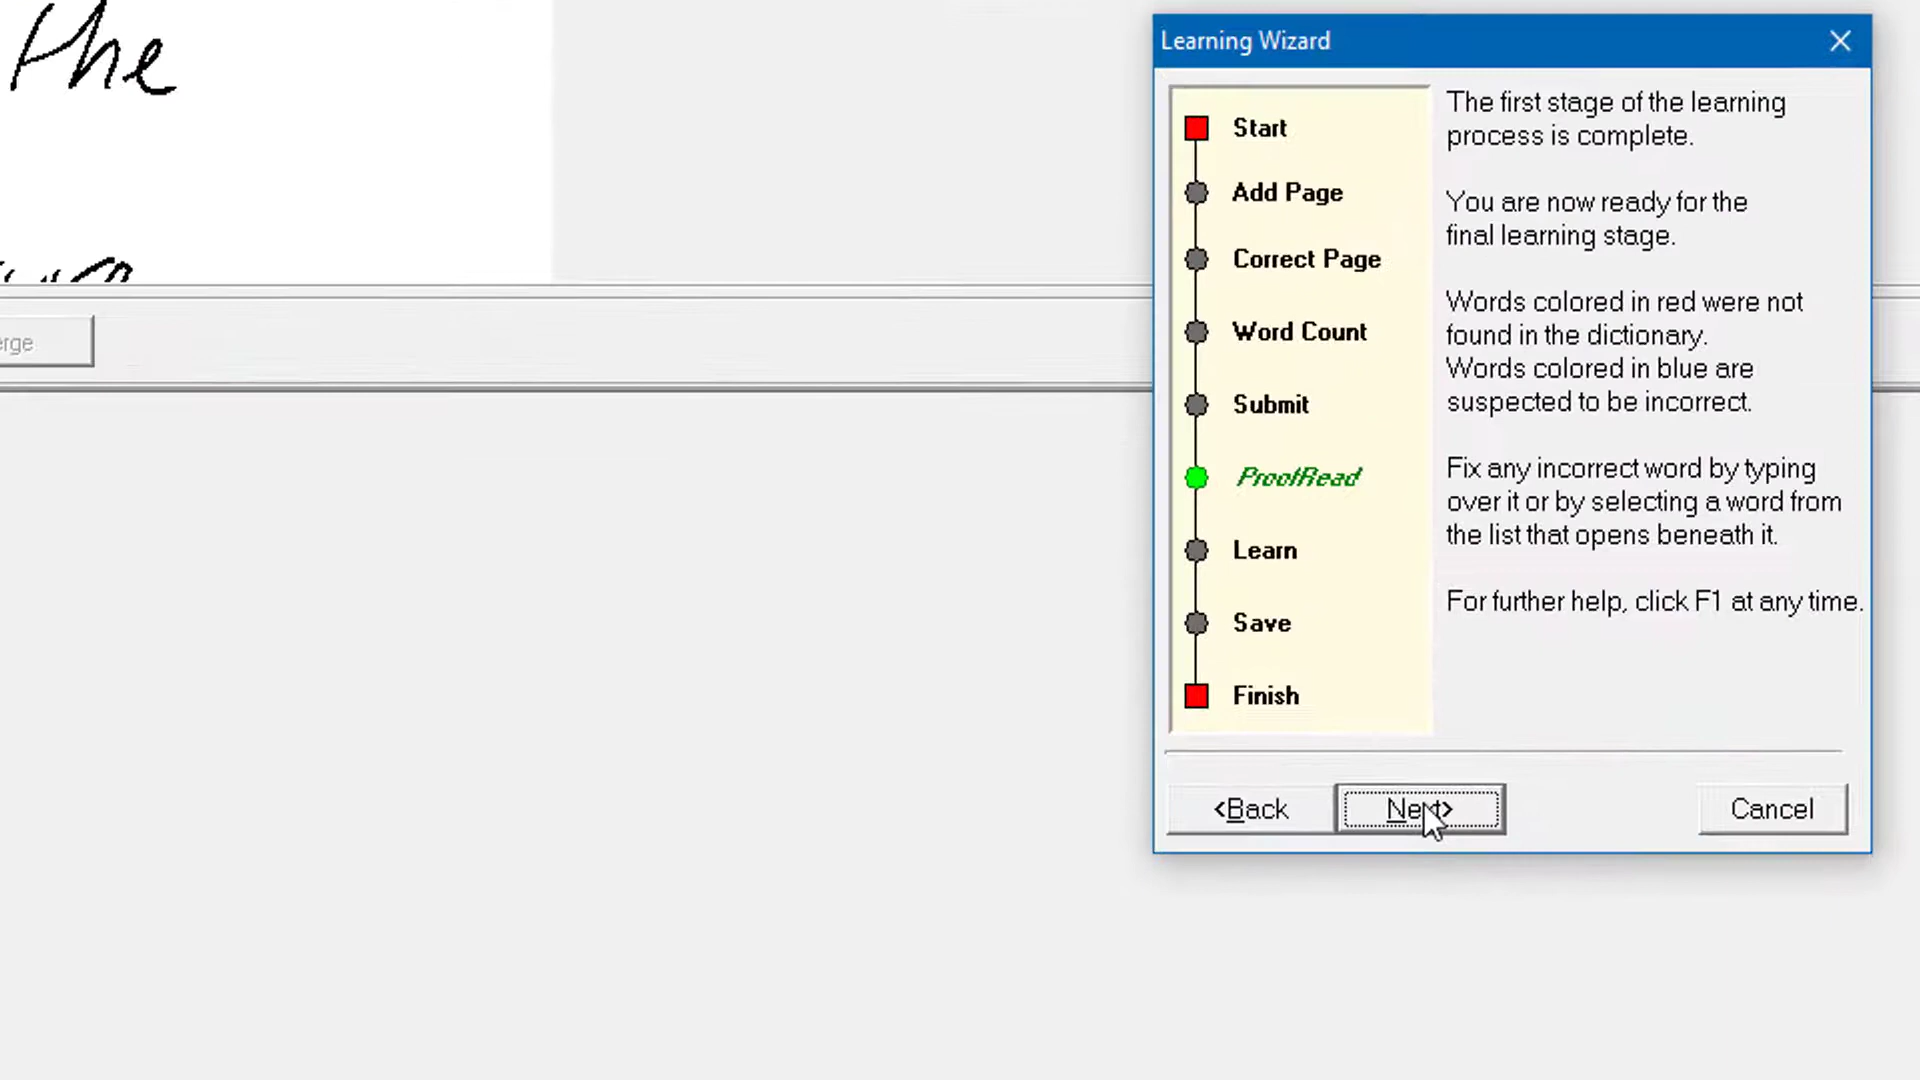 the
erge
Learning Wizard
Start
Add Page
Correct Page
Word Count
Submit
ProofRead
Learn
Save
Finish
The first stage of the learning
process is complete.
You are now ready for the
final learning stage.
Words colored in red were not
found in the dictionary.
Words colored in blue are
suspected to be incorrect.
Fix any incorrect word by typing
over it or by selecting a word from
the list that opens beneath it.
For further help, click F1 at any time.
<Back
Next>
Cancel